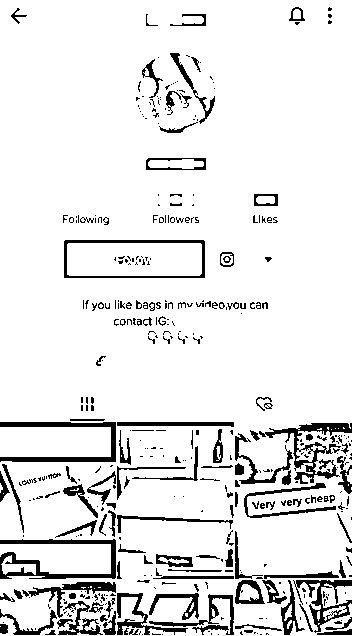 Following Followers Likes
Follow
If you like bags in my video,you can
contact IG:
LOUIS VUITTON
Very very cheap